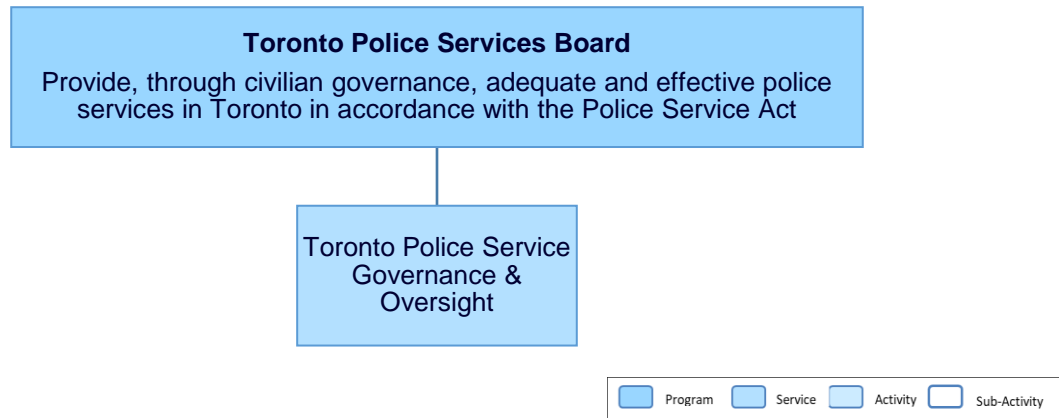 Toronto Police Services Board
Provide, through civilian governance, adequate and effective police
services in Toronto in accordance with the Police Service Act
Toronto Police Service
Governance &
Oversight
Program Service Activity Sub-Activity